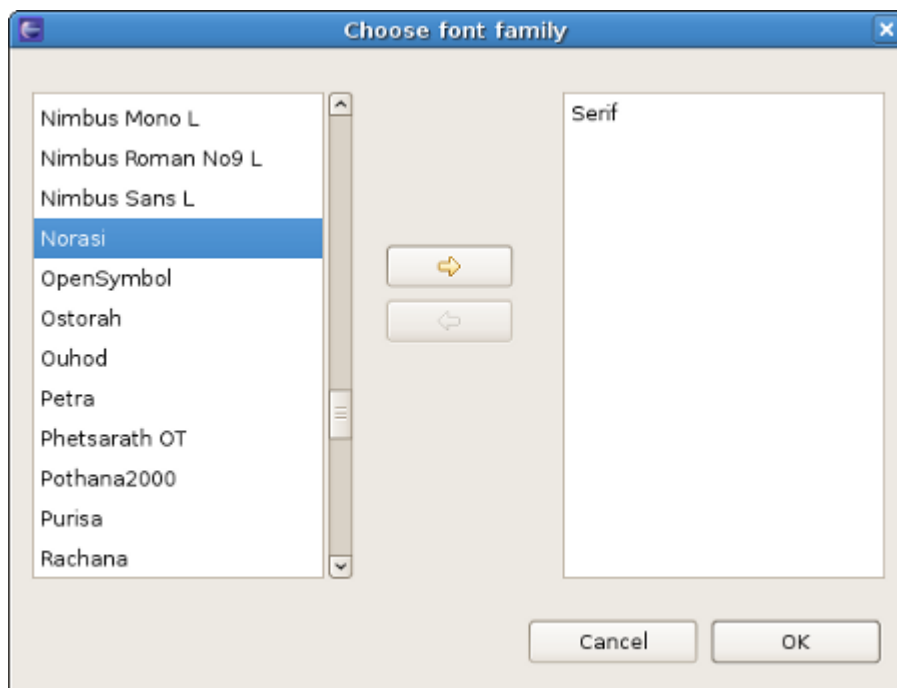 Choose font family
Nimbus Mono L
Nimbus Roman No9 L
Nimbus Sans L
Norasi
OpenSymbol
Ostorah
Ouhod
Petra
Phetsarath OT
Pothana2000
Purisa
Rachana
Serif
Cancel
OK